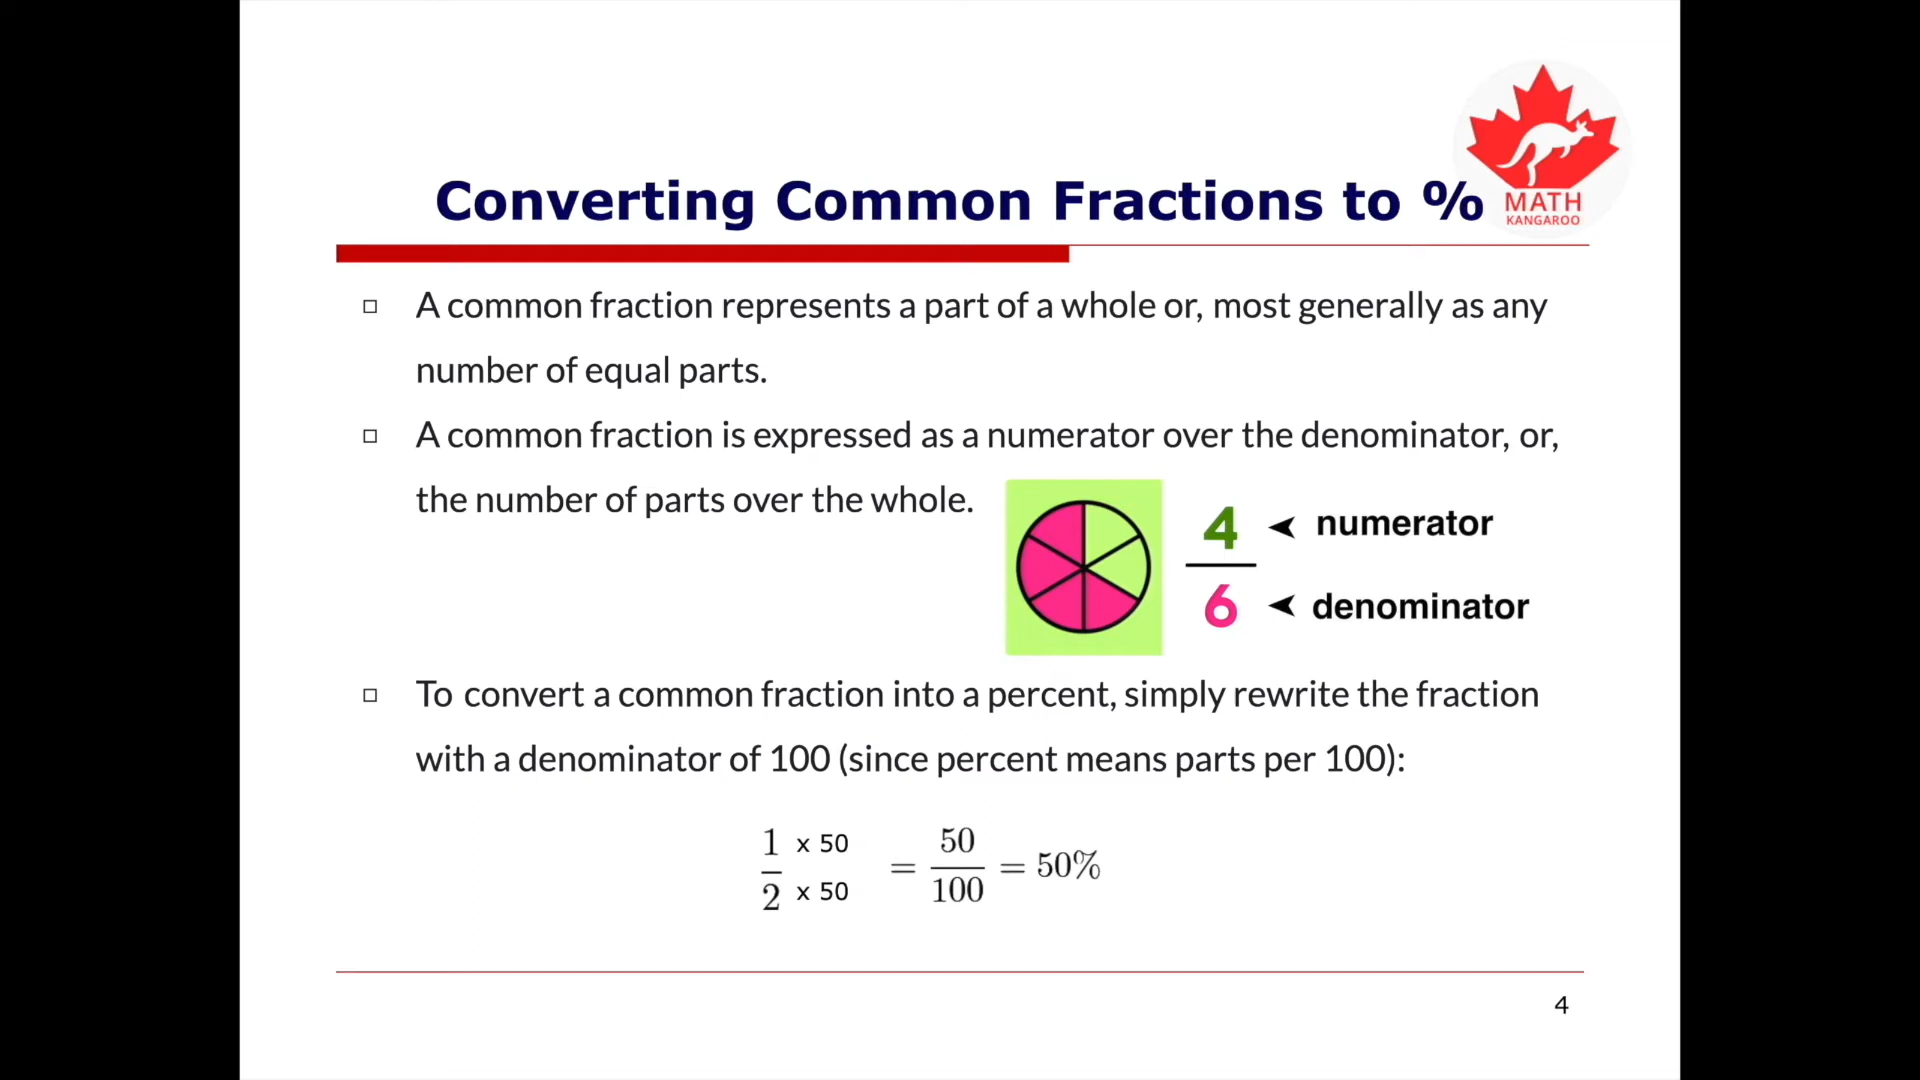 MATH
KANGAROO
Converting Common Fractions to %
A common fraction represents a part of a whole or, most generally as any
number of equal parts.
A common fraction is expressed as a numerator over the denominator, or,
the number of parts over the whole.
4 numerator
6 denominator
To convert a common fraction into a percent, simply rewrite the fraction
with a denominator of 100 (since percent means parts per 100):
1 x 50
2 x 50
= 50/100 = 50%
4